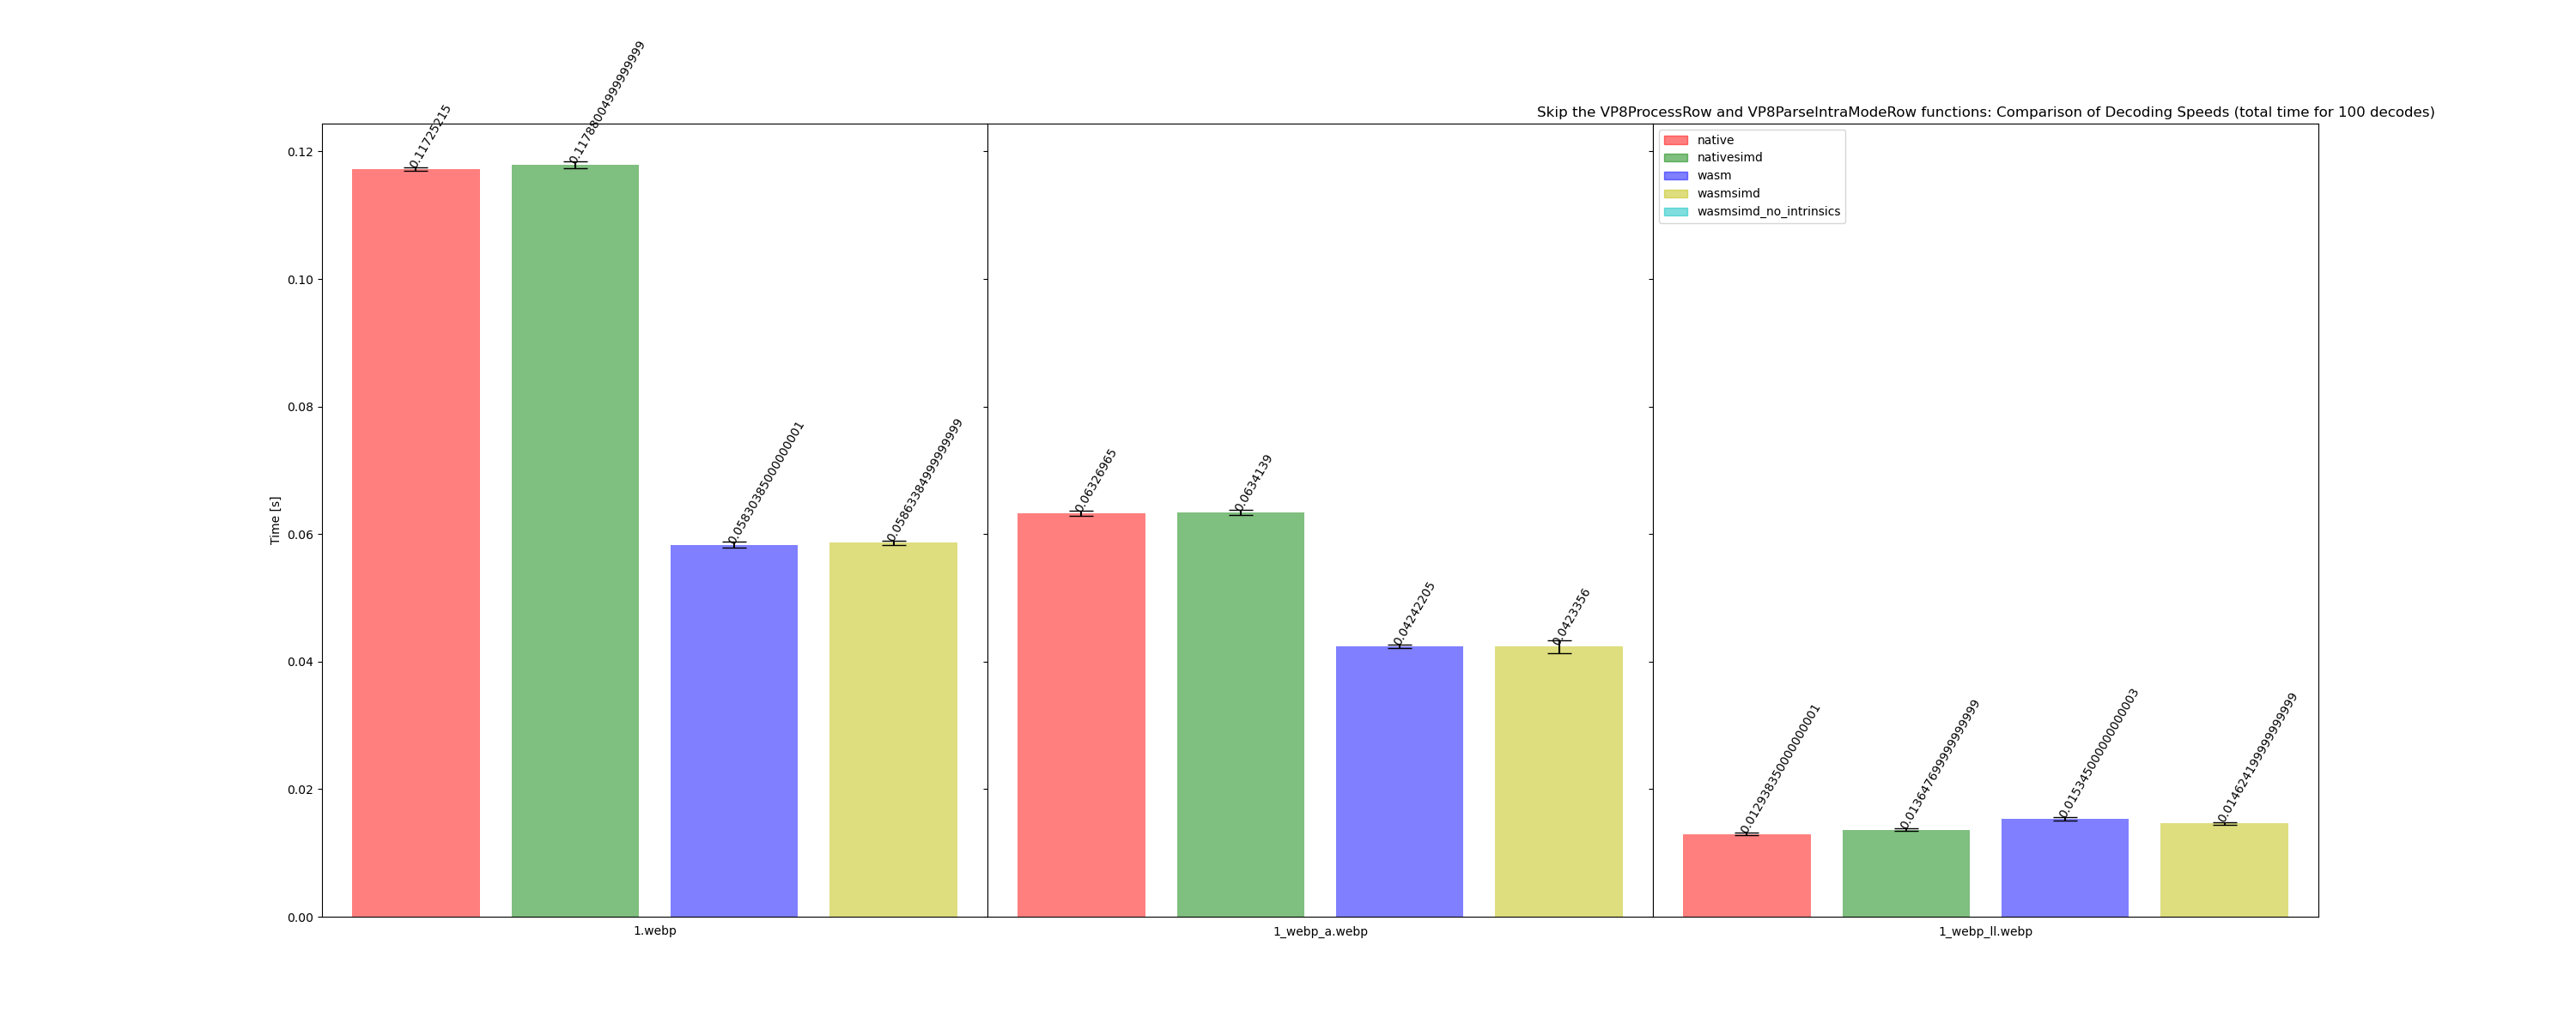 Skip the VP8ProcessRow and VP8ParseIntraModeRow functions: Comparison of Decoding Speeds (total time for 100 decodes)
native
nativesimd
wasm
wasmsimd
wasmsimd_no_intrinsics
Time [s]
0.12
0.10
0.08
0.06
0.04
0.02
0.00
0.11725215
0.11788004999999999
0.058303850000000001
0.05863384999999999
0.06326965
0.0634139
0.04242205
0.0423356
0.012938350000000001
0.013647699999999999
0.015345000000000003
0.014624199999999999
1.webp
1_webp_a.webp
1_webp_ll.webp